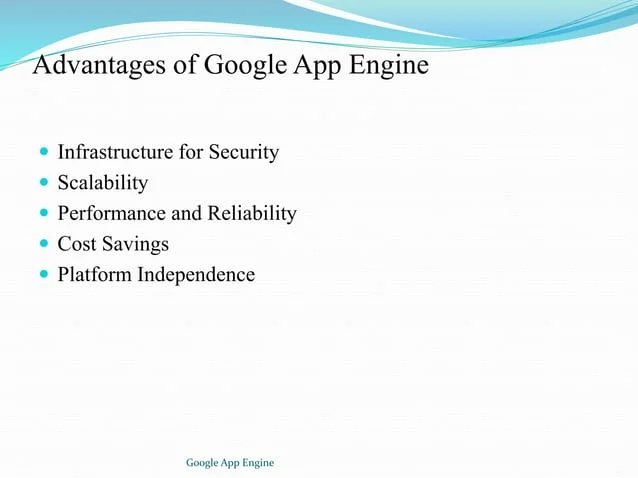 Advantages of Google App Engine
Infrastructure for Security
Scalability
Performance and Reliability
Cost Savings
Platform Independence
Google App Engine